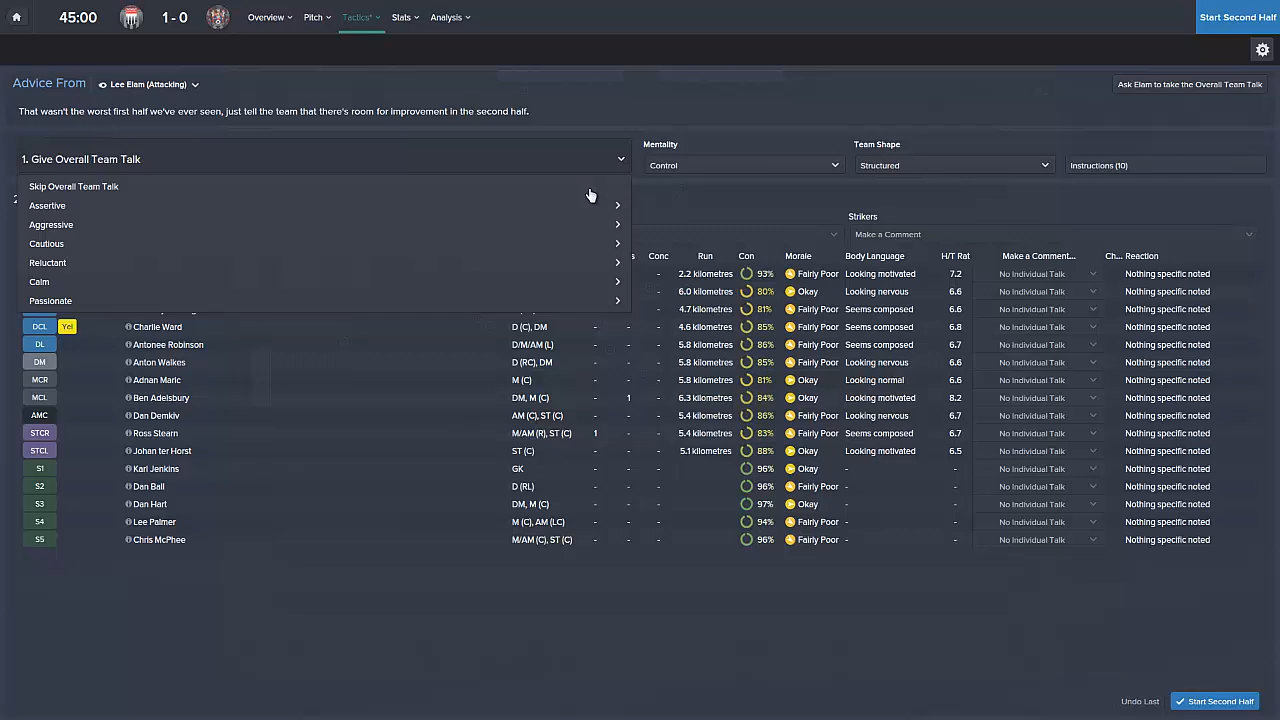 45:00 1 - 0 Overview Pitch Tactics* Stats Analysis Start Second Half
Advice From Lee Elam (Attacking) Ask Elam to take the Overall Team Talk
That wasn't the worst first half we've ever seen, just tell the team that there's room for improvement in the second half.
Mentality Team Shape
1. Give Overall Team Talk Control Structured Instructions (10)
Skip Overall Team Talk
Assertive
Aggressive
Cautious
Reluctant
Calm
Passionate
Strikers
Make a Comment
s Conc Run Con Morale Body Language H/T Rat Make a Comment... Ch... Reaction
- 2.2 kilometres 93% Fairly Poor Looking motivated 7.2 No Individual Talk Nothing specific noted
- 6.0 kilometres 80% Okay Looking nervous 6.6 No Individual Talk Nothing specific noted
- 4.7 kilometres 81% Fairly Poor Seems composed 6.6 No Individual Talk Nothing specific noted
DCL Yel Charlie Ward D (C), DM - - - 4.6 kilometres 85% Fairly Poor Seems composed 6.8 No Individual Talk Nothing specific noted
DL Antonee Robinson D/M/AM (L) - - - 5.8 kilometres 86% Fairly Poor Seems composed 6.7 No Individual Talk Nothing specific noted
DM Anton Walkes D (RC), DM - - - 5.8 kilometres 85% Fairly Poor Looking nervous 6.6 No Individual Talk Nothing specific noted
MCR Adnan Maric M (C) - - - 5.8 kilometres 81% Okay Looking normal 6.6 No Individual Talk Nothing specific noted
MCL Ben Adelsbury DM, M (C) - 1 - 6.3 kilometres 84% Okay Looking motivated 8.2 No Individual Talk Nothing specific noted
AMC Dan Demkiv AM (C), ST (C) - - - 5.4 kilometres 86% Fairly Poor Looking nervous 6.7 No Individual Talk Nothing specific noted
STCR Ross Stearn M/AM (R), ST (C) 1 - - 5.4 kilometres 83% Fairly Poor Seems composed 6.7 No Individual Talk Nothing specific noted
STCL Johan ter Horst ST (C) - - - 5.1 kilometres 88% Okay Looking motivated 6.5 No Individual Talk Nothing specific noted
S1 Karl Jenkins GK - - - 96% Okay - - No Individual Talk Nothing specific noted
S2 Dan Ball D (RL) - - - 96% Fairly Poor - - No Individual Talk Nothing specific noted
S3 Dan Hart DM, M (C) - - - 97% Okay - - No Individual Talk Nothing specific noted
S4 Lee Palmer M (C), AM (LC) - - - 94% Fairly Poor - - No Individual Talk Nothing specific noted
S5 Chris McPhee M/AM (C), ST (C) - - - 96% Fairly Poor - - No Individual Talk Nothing specific noted
Undo Last Start Second Half